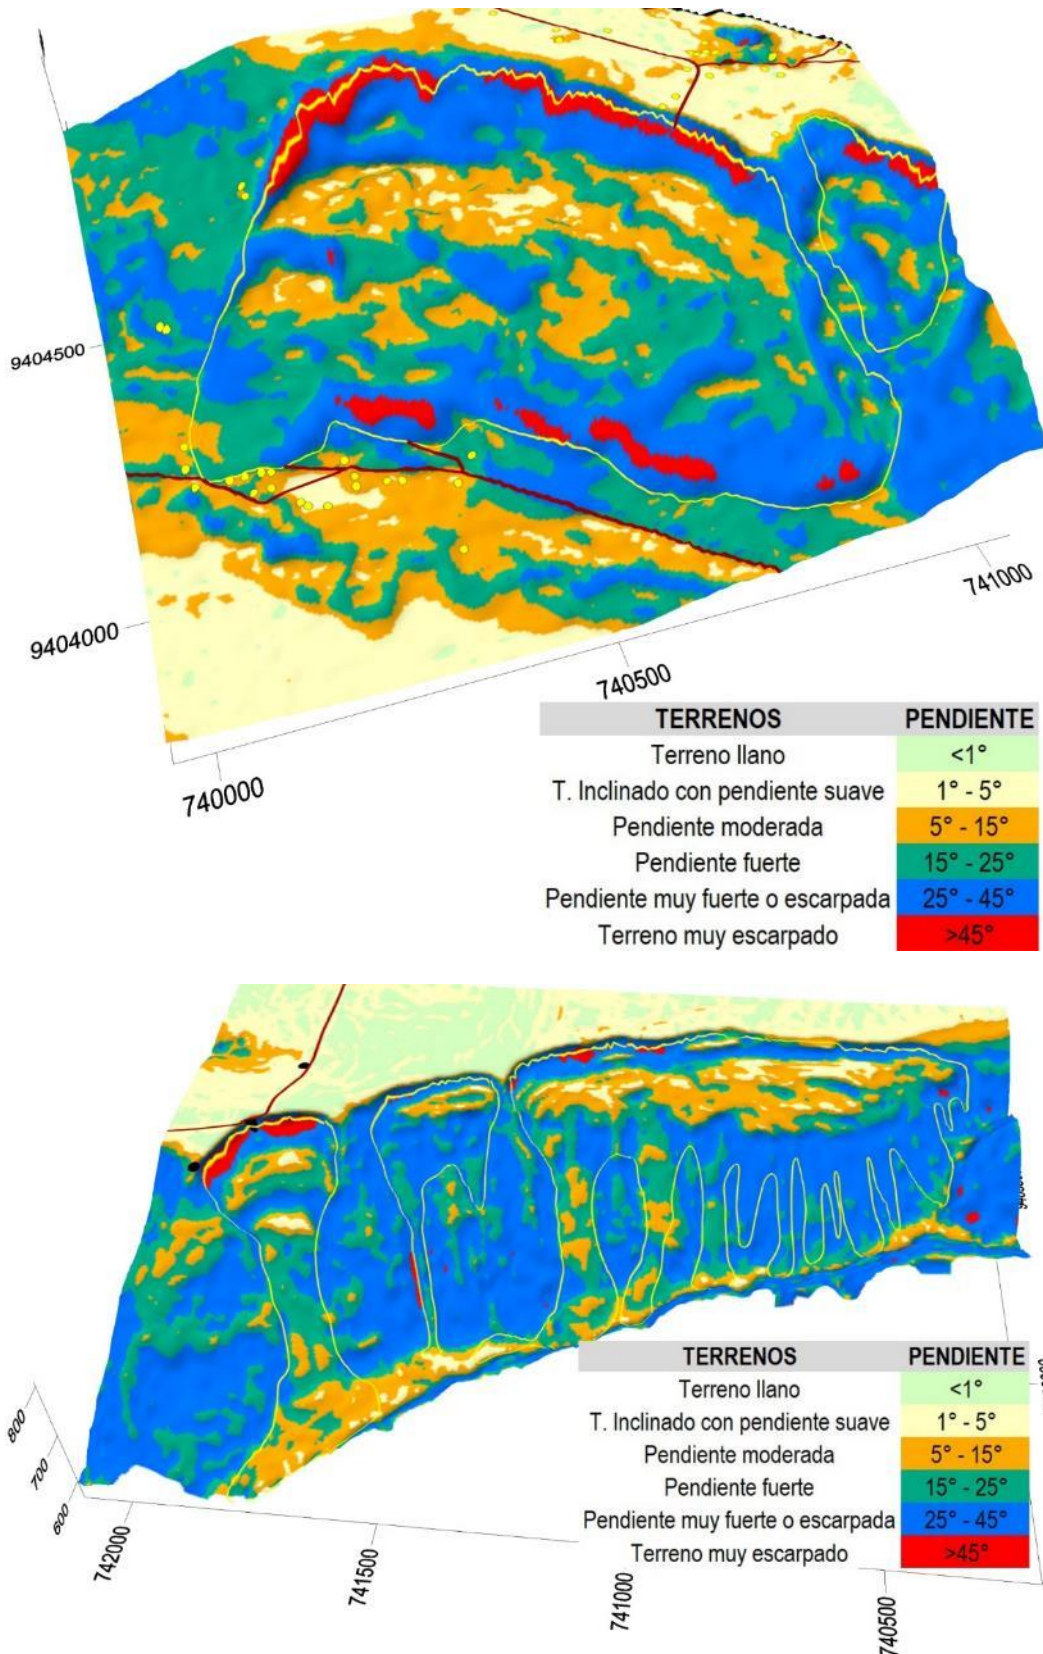 9404500
9404000
741000
740500
740000
TERRENOS PENDIENTE
Terreno llano <1°
T. Inclinado con pendiente suave 1° - 5°
Pendiente moderada 5° - 15°
Pendiente fuerte 15° - 25°
Pendiente muy fuerte o escarpada 25° - 45°
Terreno muy escarpado >45°
800
700
600
742000
741500
741000
740500
TERRENOS PENDIENTE
Terreno llano <1°
T. Inclinado con pendiente suave 1° - 5°
Pendiente moderada 5° - 15°
Pendiente fuerte 15° - 25°
Pendiente muy fuerte o escarpada 25° - 45°
Terreno muy escarpado >45°